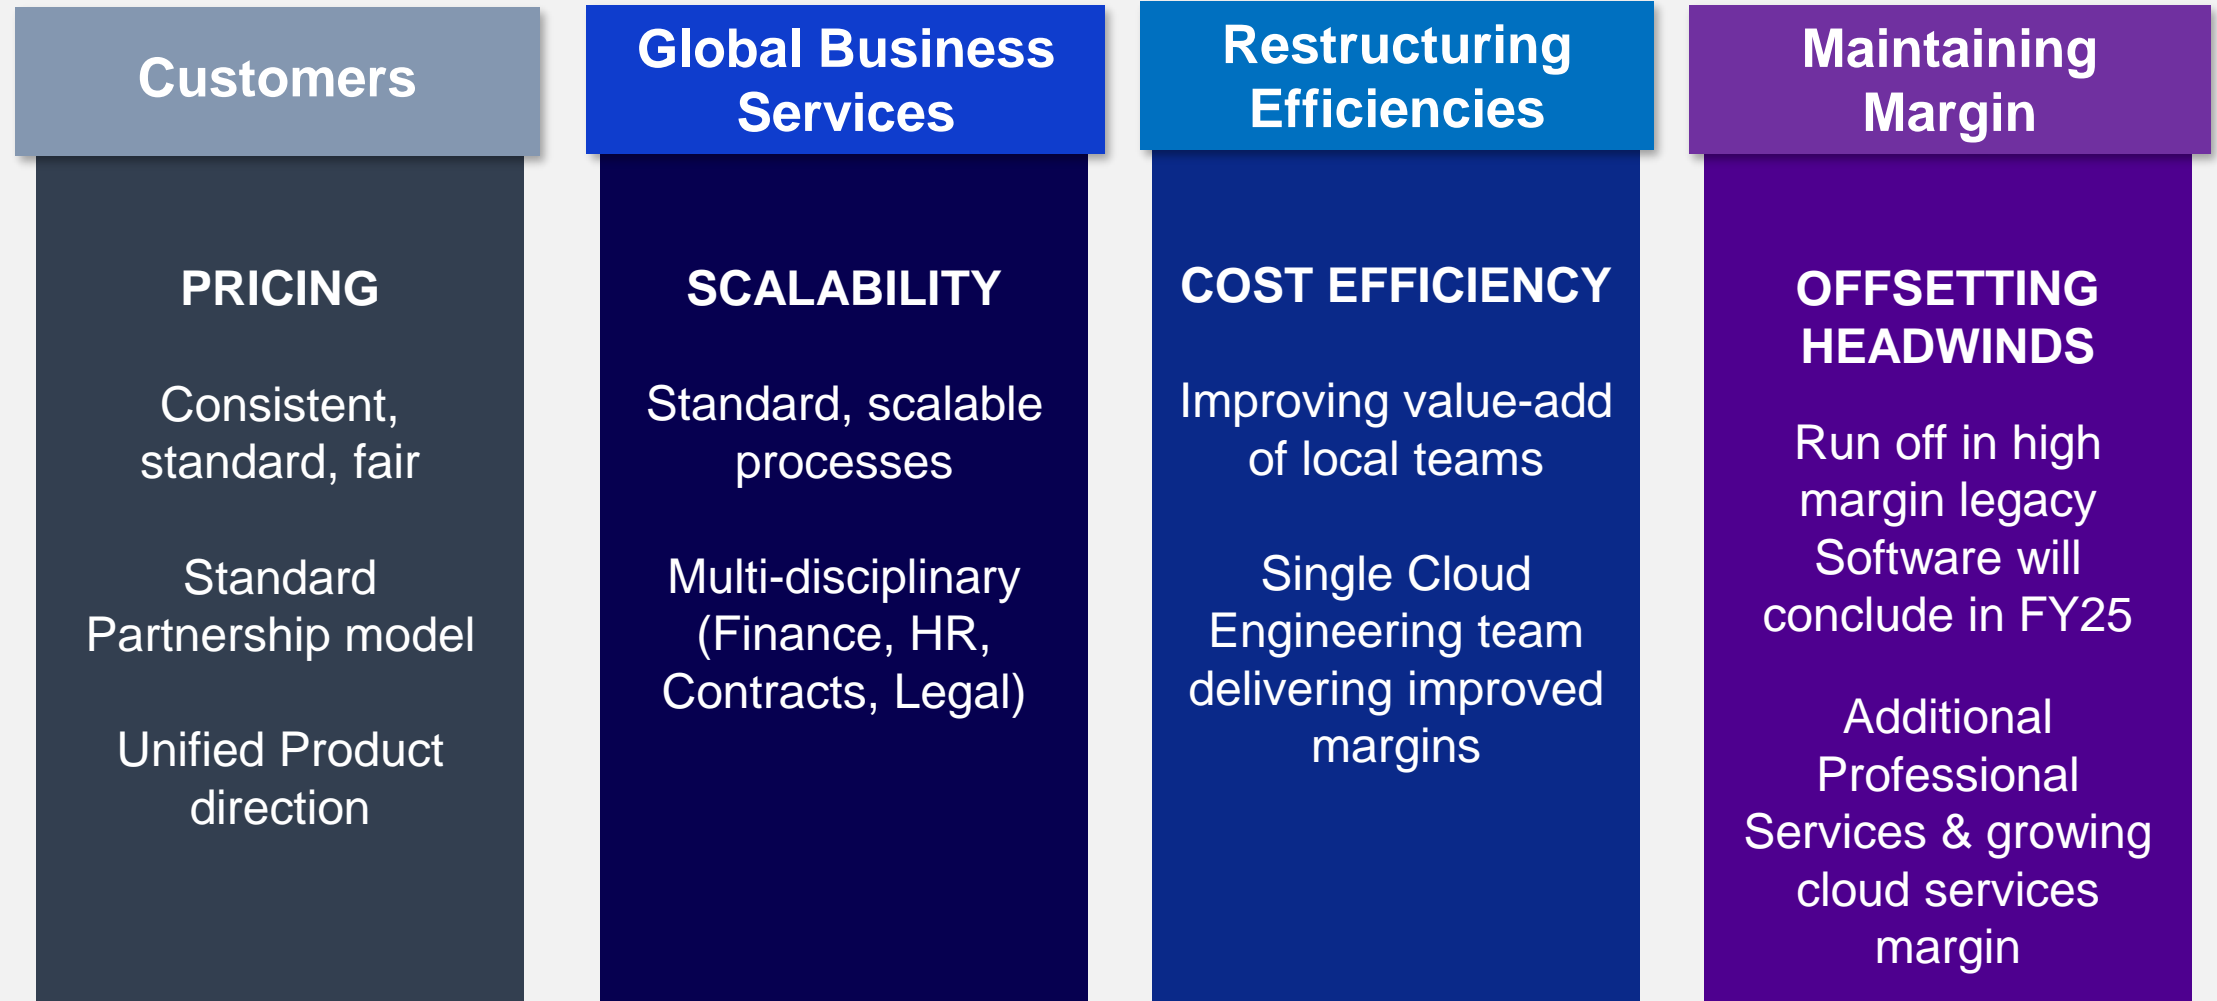 Customers
PRICING
Consistent,
standard, fair
Standard
Partnership model
Unified Product
direction
Global Business
Services
SCALABILITY
Standard, scalable
processes
Multi-disciplinary
(Finance, HR,
Contracts, Legal)
Restructuring
Efficiencies
COST EFFICIENCY
Improving value-add
of local teams
Single Cloud
Engineering team
delivering improved
margins
Maintaining
Margin
OFFSETTING
HEADWINDS
Run off in high
margin legacy
Software will
conclude in FY25
Additional
Professional
Services & growing
cloud services
margin